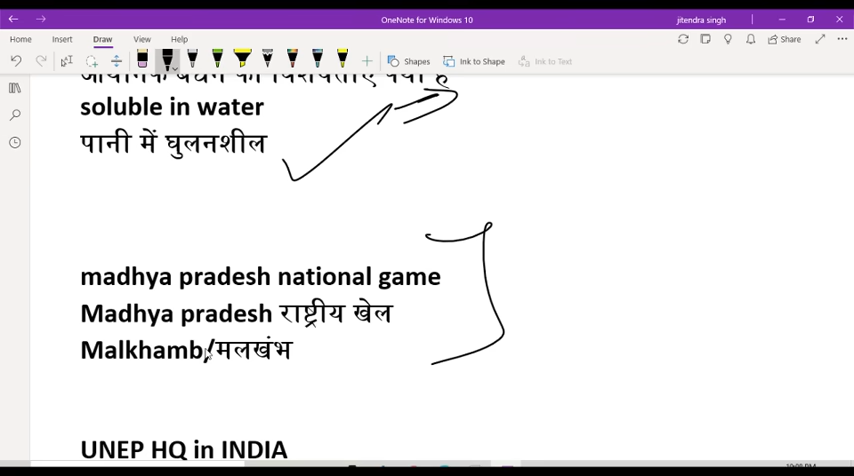 OneNote for Windows 10
jitendra singh
Home Insert Draw View Help
Share
Shapes Ink to Shape Ink to Text
soluble in water
पानी में घुलनशील
madhya pradesh national game
Madhya pradesh राष्ट्रीय खेल
Malkhamb/मलखंभ
UNEP HQ in INDIA